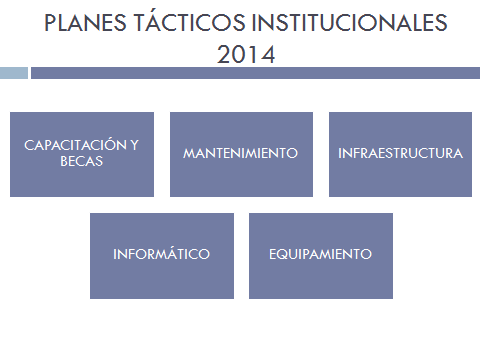 PLANES TÁCTICOS INSTITUCIONALES
2014
CAPACITACIÓN Y
BECAS
MANTENIMIENTO
INFRAESTRUCTURA
INFORMÁTICO
EQUIPAMIENTO